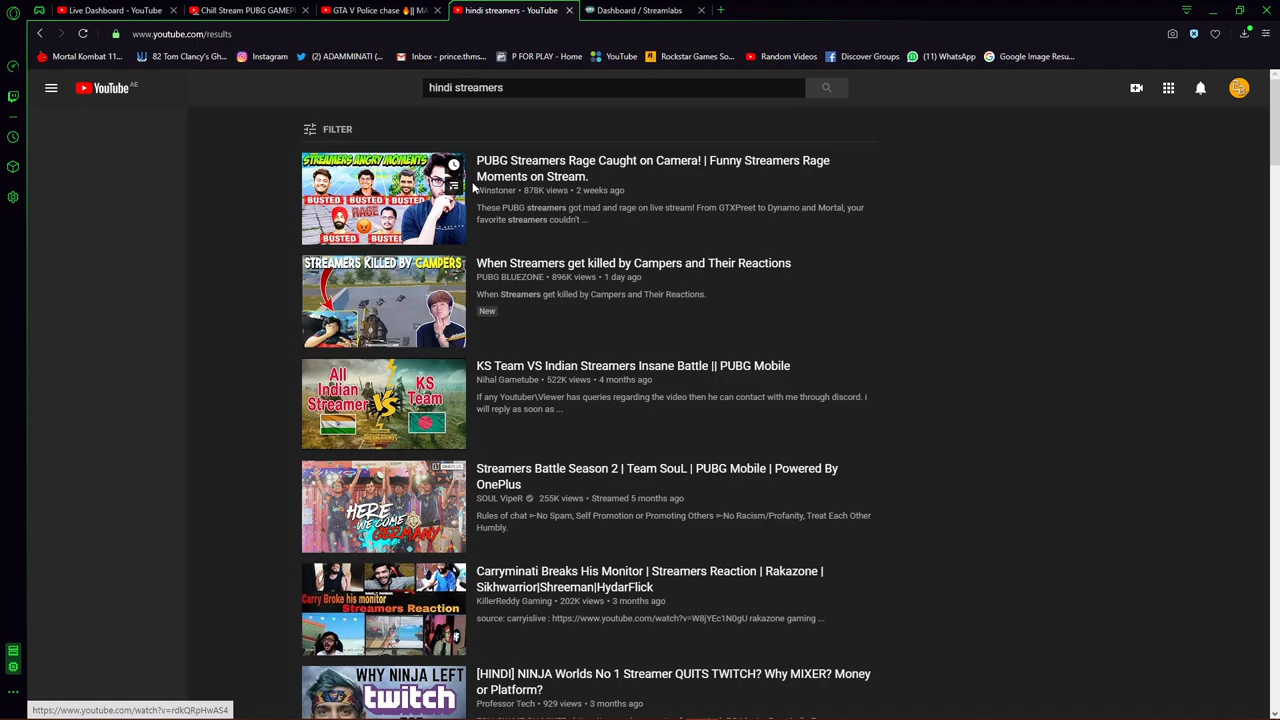 Live Dashboard - YouTube
Chill Stream PUBG GAMEP
GTA V Police chase 🔥|| MA
hindi streamers - YouTube
Dashboard / Streamlabs
www.youtube.com/results
Mortal Kombat 11...
82 Tom Clancy's Gh...
Instagram
(2) ADAMMINATI (...
Inbox - prince.thms...
P FOR PLAY - Home
YouTube
Rockstar Games So...
Random Videos
Discover Groups
(11) WhatsApp
Google Image Resu...
YouTube AE
hindi streamers
FILTER
STREAMERS ANGRY MOMENTS
BUSTED BUSTED BUSTED
RAGE
BUSTED BUSTED
PUBG Streamers Rage Caught on Camera! | Funny Streamers Rage
Moments on Stream.
Winstoner • 878K views • 2 weeks ago
These PUBG streamers got mad and rage on live stream! From GTXPreet to Dynamo and Mortal, your
favorite streamers couldn't ...
STREAMERS KILLED BY CAMPERS
When Streamers get killed by Campers and Their Reactions
PUBG BLUEZONE • 896K views • 1 day ago
When Streamers get killed by Campers and Their Reactions.
New
All
Indian
Streamer
VS
KS
Team
KS Team VS Indian Streamers Insane Battle || PUBG Mobile
Nihal Gametube • 522K views • 4 months ago
If any Youtuber\Viewer has queries regarding the video then he can contact with me through discord. i
will reply as soon as ...
ONEPLUS
HERE
WE COME
GERMANY
Streamers Battle Season 2 | Team SouL | PUBG Mobile | Powered By
OnePlus
SOUL VipeR • 255K views • Streamed 5 months ago
Rules of chat ➳No Spam, Self Promotion or Promoting Others ➳No Racism/Profanity, Treat Each Other
Humbly.
Carry Broke his monitor
Streamers Reaction
Carryminati Breaks His Monitor | Streamers Reaction | Rakazone |
Sikhwarrior|Shreeman|HydarFlick
KillerReddy Gaming • 202K views • 3 months ago
source: carryislive : https://www.youtube.com/watch?v=W8jYEc1N0gU rakazone gaming ...
WHY NINJA LEFT
twitch
[HINDI] NINJA Worlds No 1 Streamer QUITS TWITCH? Why MIXER? Money
or Platform?
Professor Tech • 929 views • 3 months ago
https://www.youtube.com/watch?v=rdkQRpHwAS4